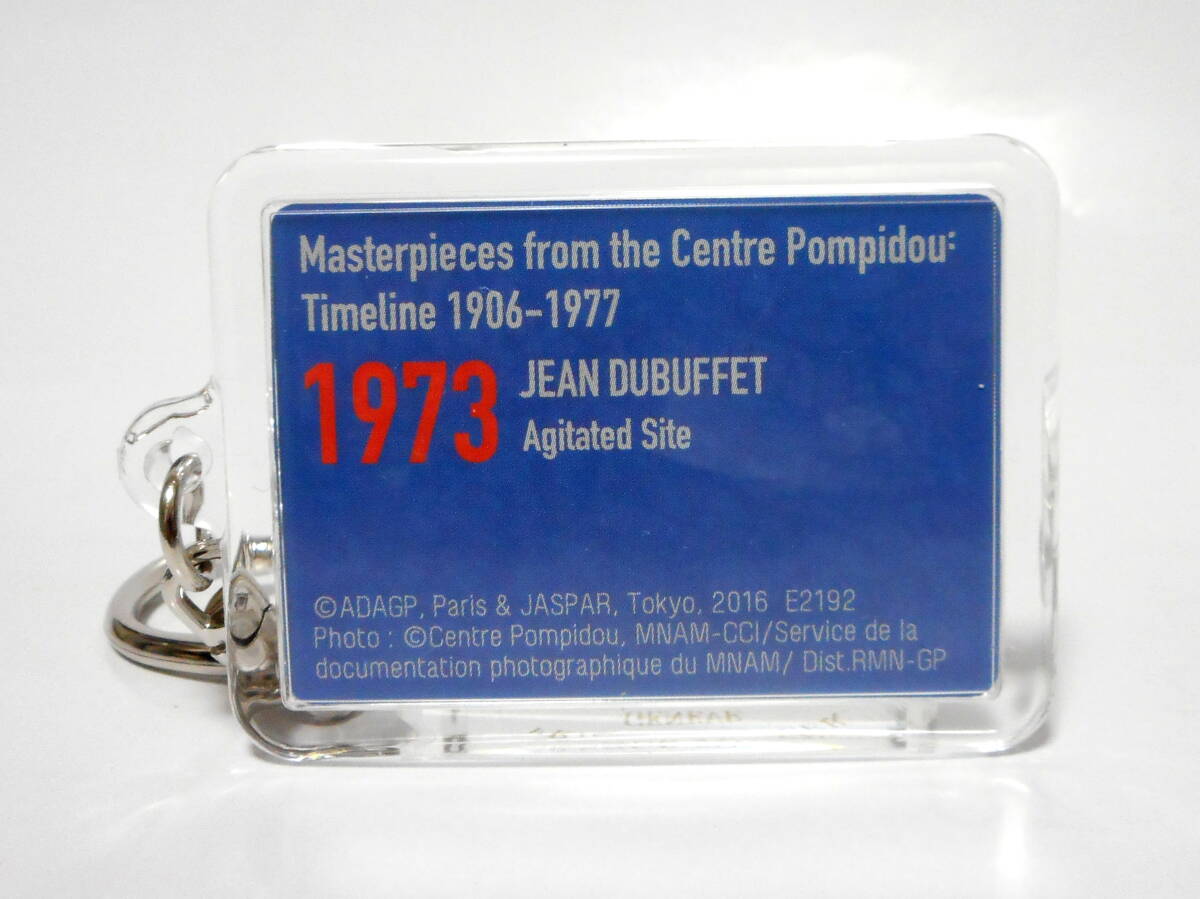 Masterpieces from the Centre Pompidou:
Timeline 1906-1977
1973
JEAN DUBUFFET
Agitated Site
©ADAGP, Paris & JASPAR, Tokyo, 2016 E2192
Photo : ©Centre Pompidou, MNAM-CCI/Service de la
documentation photographique du MNAM/ Dist.RMN-GP